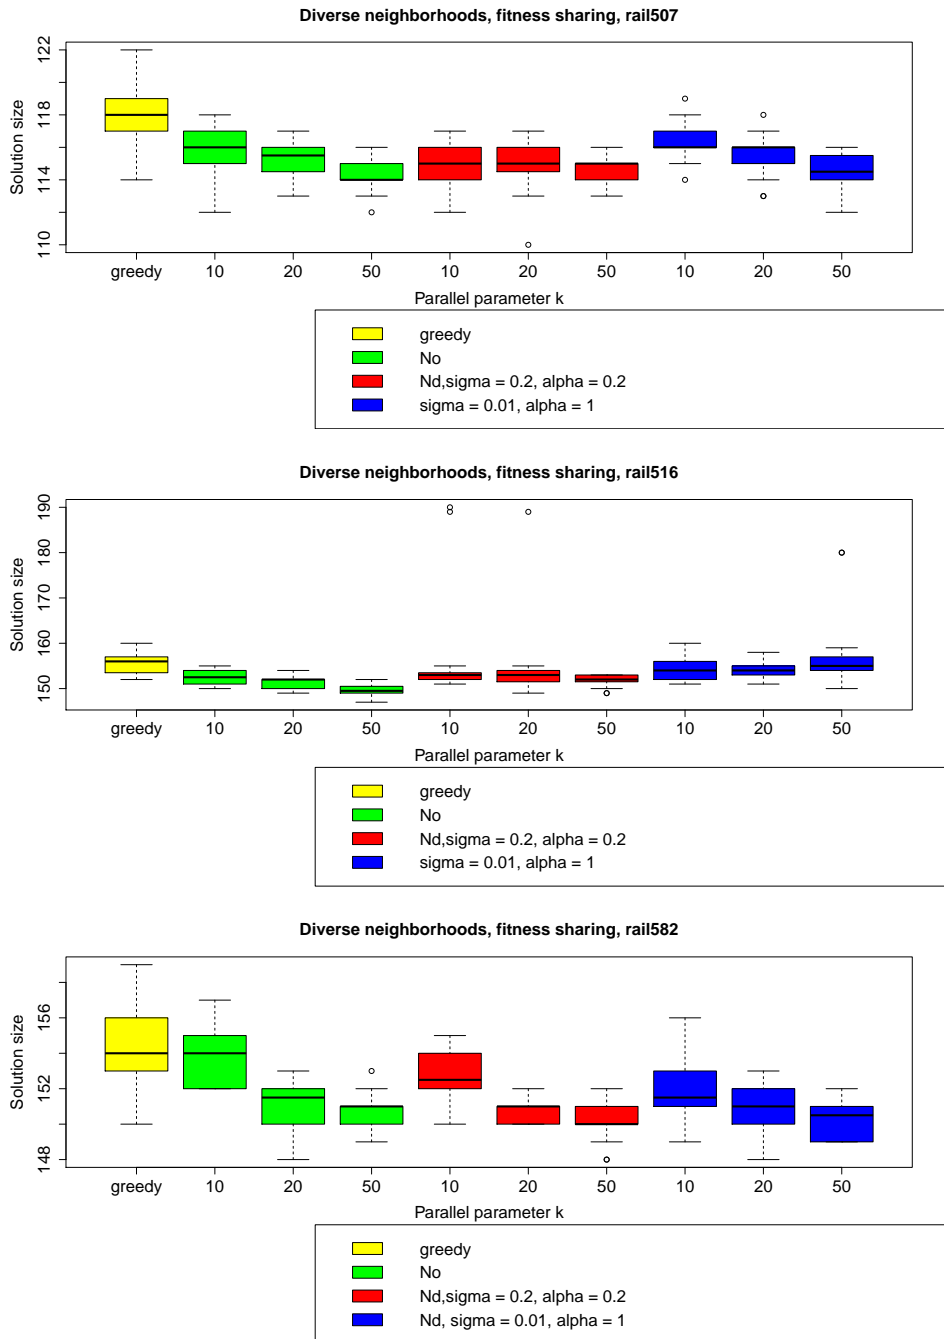 Diverse neighborhoods, fitness sharing, rail507
Solution size
110 114 118 122
greedy 10 20 50 10 20 50 10 20 50
Parallel parameter k
greedy
No
Nd,sigma = 0.2, alpha = 0.2
sigma = 0.01, alpha = 1
Diverse neighborhoods, fitness sharing, rail516
Solution size
150 160 170 180 190
greedy 10 20 50 10 20 50 10 20 50
Parallel parameter k
greedy
No
Nd,sigma = 0.2, alpha = 0.2
sigma = 0.01, alpha = 1
Diverse neighborhoods, fitness sharing, rail582
Solution size
148 152 156
greedy 10 20 50 10 20 50 10 20 50
Parallel parameter k
greedy
No
Nd,sigma = 0.2, alpha = 0.2
Nd, sigma = 0.01, alpha = 1